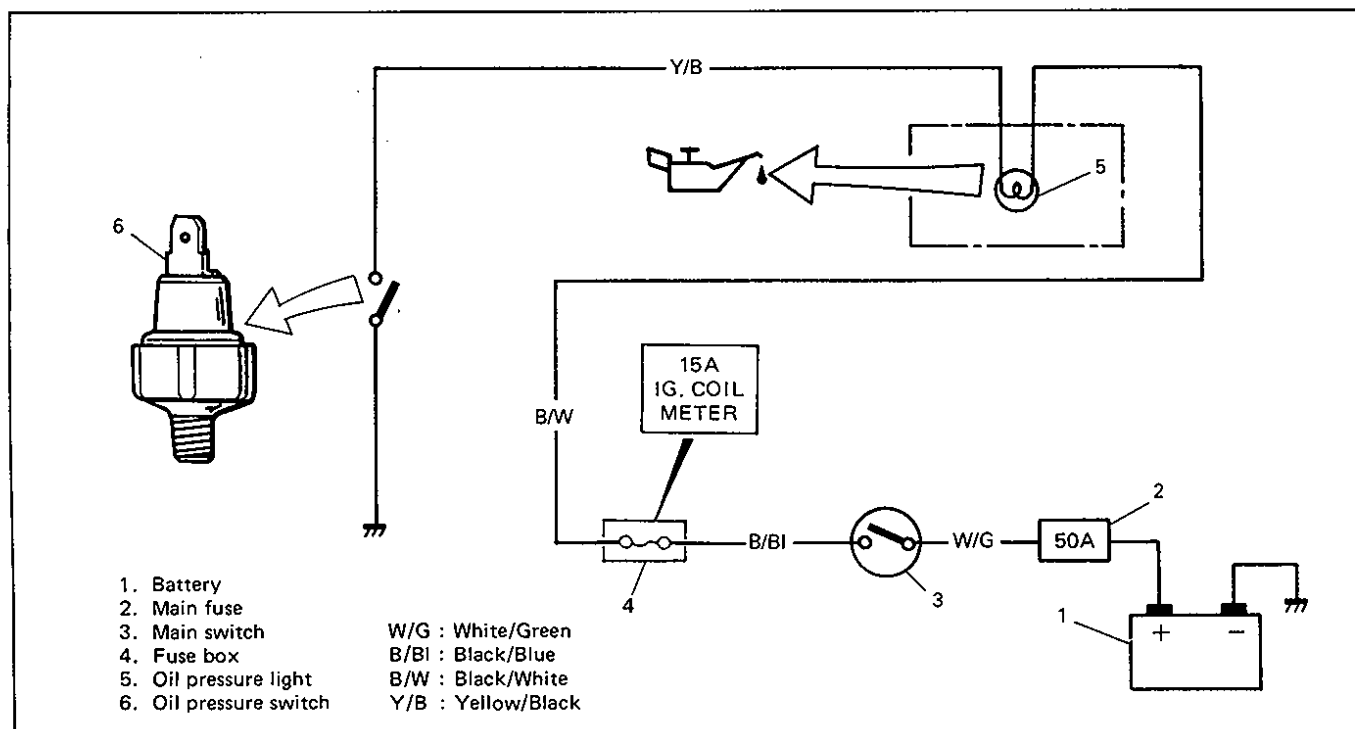 Y/B
5
6
15A
IG. COIL
METER
B/W
2
B/Bl
W/G
50A
4
3
1
+ −
1. Battery
2. Main fuse
3. Main switch
4. Fuse box
5. Oil pressure light
6. Oil pressure switch
W/G : White/Green
B/Bl : Black/Blue
B/W : Black/White
Y/B : Yellow/Black